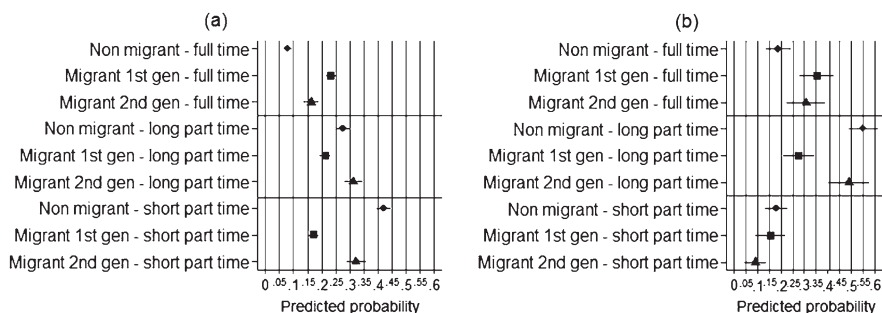 (a)
Non migrant - full time
Migrant 1st gen - full time
Migrant 2nd gen - full time
Non migrant - long part time
Migrant 1st gen - long part time
Migrant 2nd gen - long part time
Non migrant - short part time
Migrant 1st gen - short part time
Migrant 2nd gen - short part time
0 .05 .1 .15 .2 .25 .3 .35 .4 .45 .5 .55 .6
Predicted probability
(b)
Non migrant - full time
Migrant 1st gen - full time
Migrant 2nd gen - full time
Non migrant - long part time
Migrant 1st gen - long part time
Migrant 2nd gen - long part time
Non migrant - short part time
Migrant 1st gen - short part time
Migrant 2nd gen - short part time
0 .05 .1 .15 .2 .25 .3 .35 .4 .45 .5 .55 .6
Predicted probability